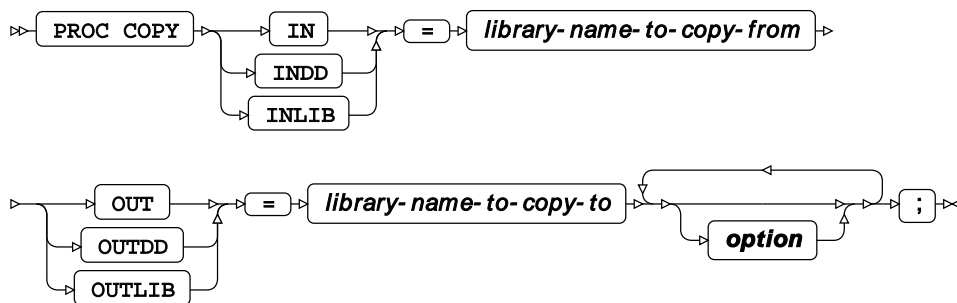 PROC COPY IN = library-name-to-copy-from
INDD
INLIB
OUT = library-name-to-copy-to ;
OUTDD option
OUTLIB